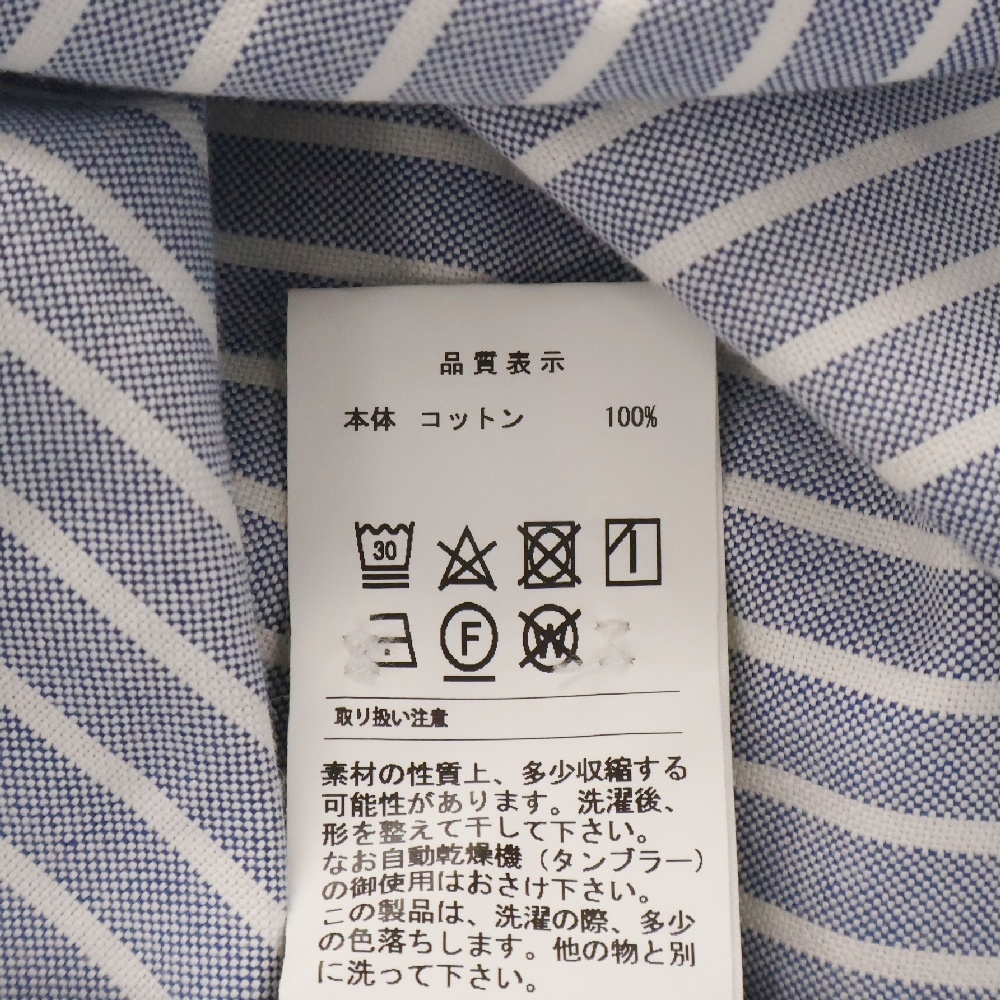 品質表示
本体 コットン 100%
30
F
W
取り扱い注意
素材の性質上、多少収縮する
可能性があります。洗濯後、
形を整えて干して下さい。
なお自動乾燥機（タンブラー）
の御使用はおさけ下さい。
この製品は、洗濯の際、多少
の色落ちします。他の物と別
に洗って下さい。